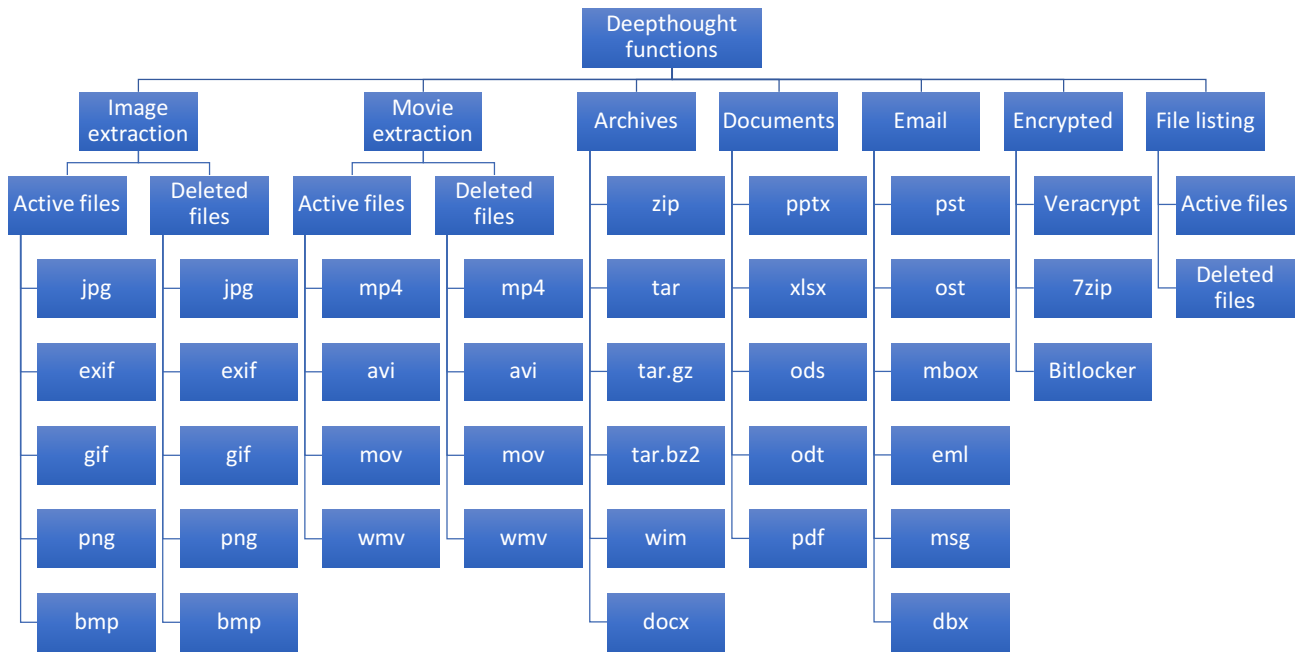 Deepthought
functions
Image
extraction
Movie
extraction
Archives
Documents
Email
Encrypted
File listing
Active files
Deleted
files
Active files
Deleted
files
zip
pptx
pst
Veracrypt
Active files
jpg
jpg
mp4
mp4
tar
xlsx
ost
7zip
Deleted
files
exif
exif
avi
avi
tar.gz
ods
mbox
Bitlocker
gif
gif
mov
mov
tar.bz2
odt
eml
png
png
wmv
wmv
wim
pdf
msg
bmp
bmp
docx
dbx